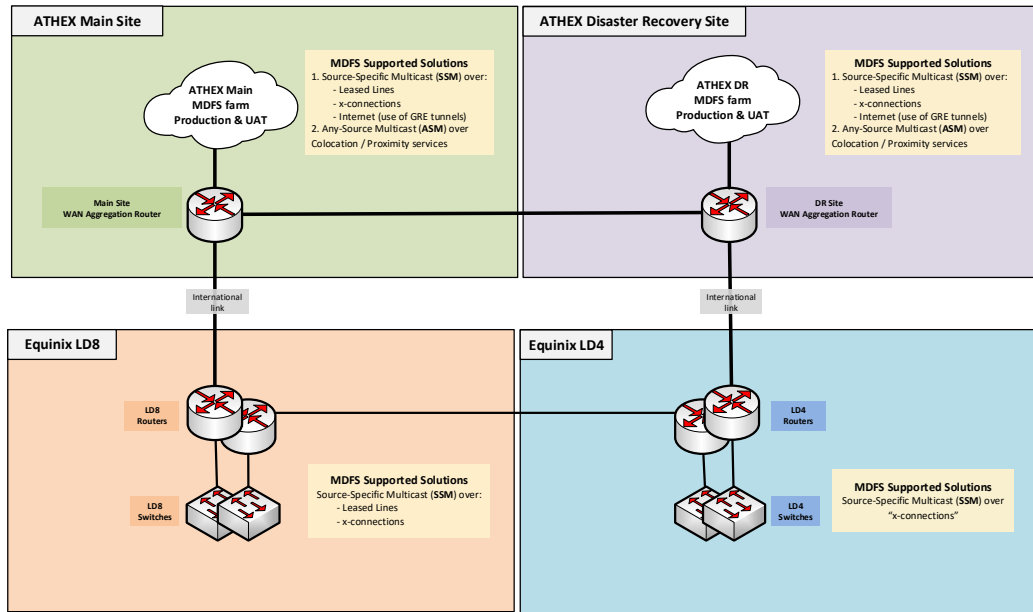 ATHEX Main Site
ATHEX Main
MDFS farm
Production & UAT
MDFS Supported Solutions
1. Source-Specific Multicast (SSM) over:
- Leased Lines
- x-connections
- Internet (use of GRE tunnels)
2. Any-Source Multicast (ASM) over
Colocation / Proximity services
Main Site
WAN Aggregation Router
ATHEX Disaster Recovery Site
ATHEX DR
MDFS farm
Production & UAT
MDFS Supported Solutions
1. Source-Specific Multicast (SSM) over:
- Leased Lines
- x-connections
- Internet (use of GRE tunnels)
2. Any-Source Multicast (ASM) over
Colocation / Proximity services
DR Site
WAN Aggregation Router
International
link
International
link
Equinix LD8
LD8
Routers
LD8
Switches
MDFS Supported Solutions
Source-Specific Multicast (SSM) over:
- Leased Lines
- x-connections
Equinix LD4
LD4
Routers
LD4
Switches
MDFS Supported Solutions
Source-Specific Multicast (SSM) over
“x-connections”